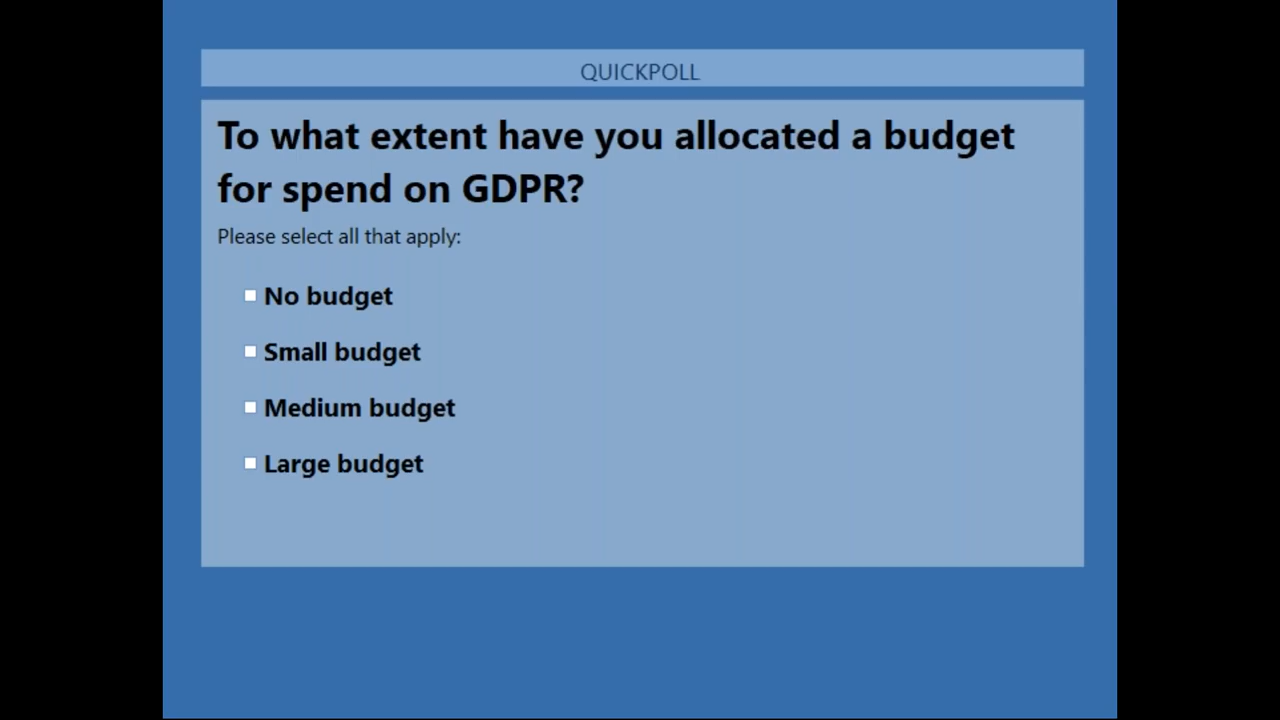 QUICKPOLL
To what extent have you allocated a budget
for spend on GDPR?
Please select all that apply:
No budget
Small budget
Medium budget
Large budget